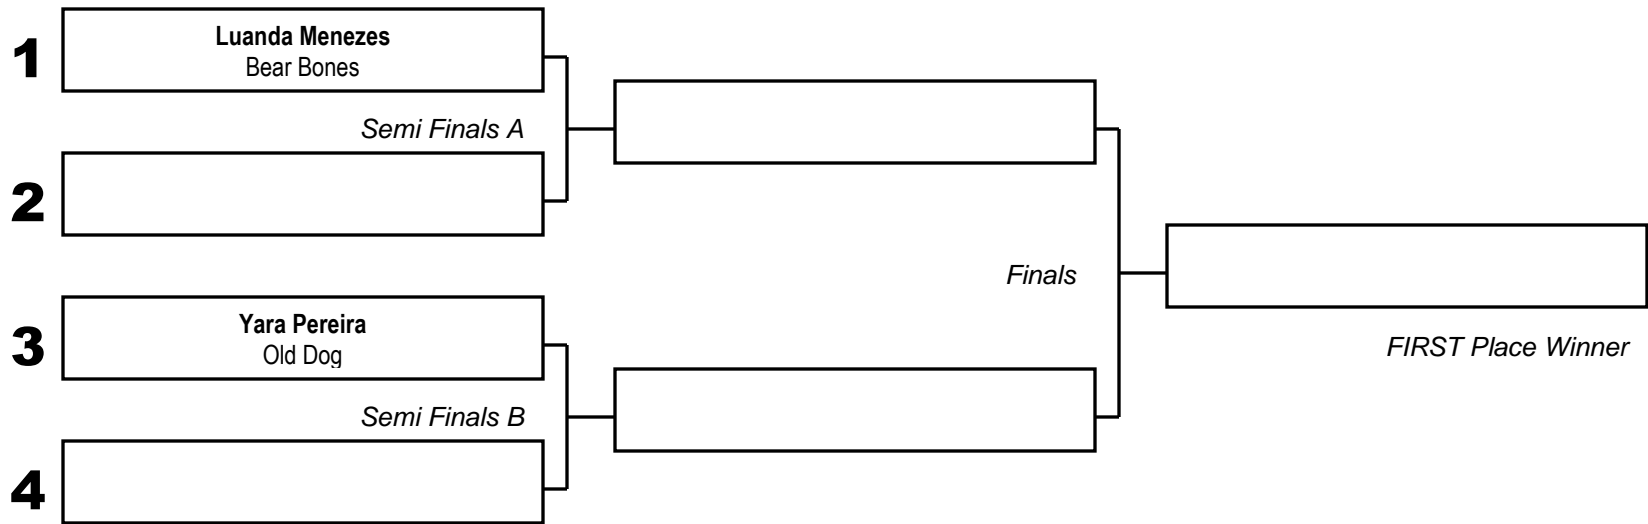 1
Luanda Menezes
Bear Bones
Semi Finals A
2
Finals
3
Yara Pereira
Old Dog
FIRST Place Winner
Semi Finals B
4